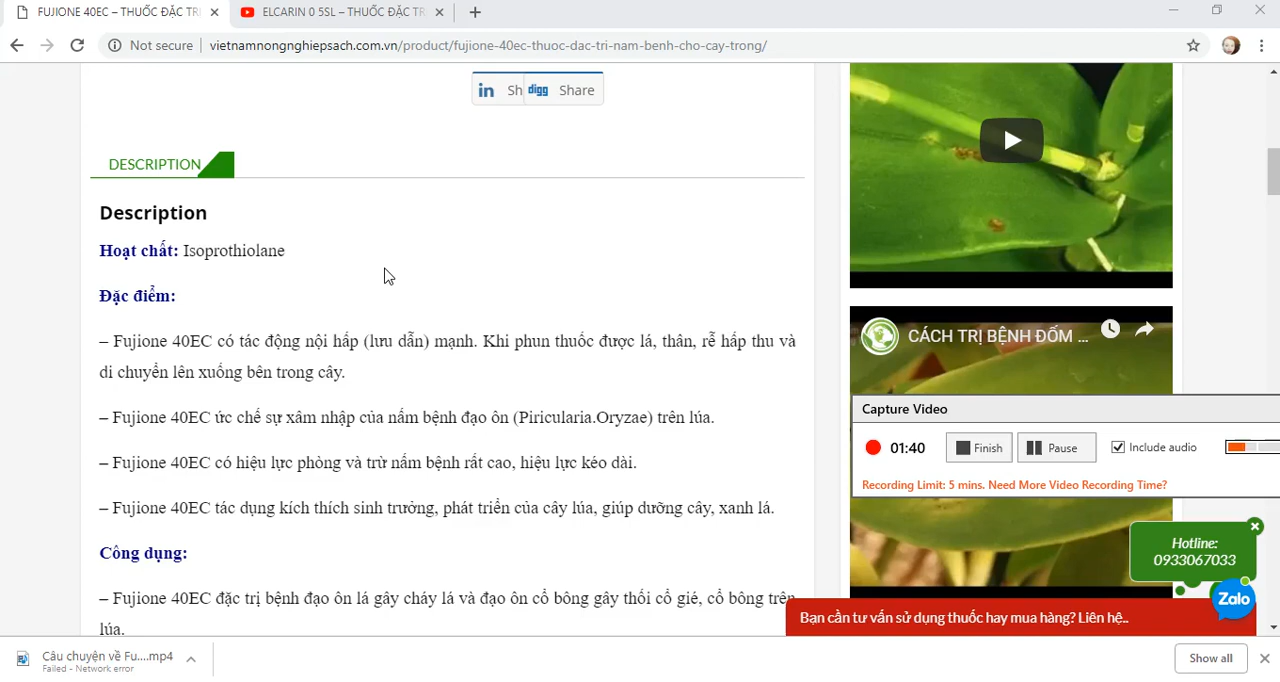 FUJIONE 40EC – THUỐC ĐẶC TRỊ
ELCARIN 0 5SL – THUỐC ĐẶC TR
Not secure
vietnamnongnghiepsach.com.vn/product/fujione-40ec-thuoc-dac-tri-nam-benh-cho-cay-trong/
in Sh
digg Share
DESCRIPTION
Description
Hoạt chất: Isoprothiolane
Đặc điểm:
– Fujione 40EC có tác động nội hấp (lưu dẫn) mạnh. Khi phun thuốc được lá, thân, rễ hấp thu và
di chuyển lên xuống bên trong cây.
– Fujione 40EC ức chế sự xâm nhập của nấm bệnh đạo ôn (Piricularia.Oryzae) trên lúa.
– Fujione 40EC có hiệu lực phòng và trừ nấm bệnh rất cao, hiệu lực kéo dài.
– Fujione 40EC tác dụng kích thích sinh trưởng, phát triển của cây lúa, giúp dưỡng cây, xanh lá.
Công dụng:
– Fujione 40EC đặc trị bệnh đạo ôn lá gây cháy lá và đạo ôn cổ bông gây thối cổ gié, cổ bông trên
lúa.
CÁCH TRỊ BỆNH ĐỐM ...
Capture Video
01:40
Finish
Pause
Include audio
Recording Limit: 5 mins. Need More Video Recording Time?
Hotline:
0933067033
Zalo
Bạn cần tư vấn sử dụng thuốc hay mua hàng? Liên hệ..
Câu chuyện về Fu....mp4
Failed - Network error
Show all